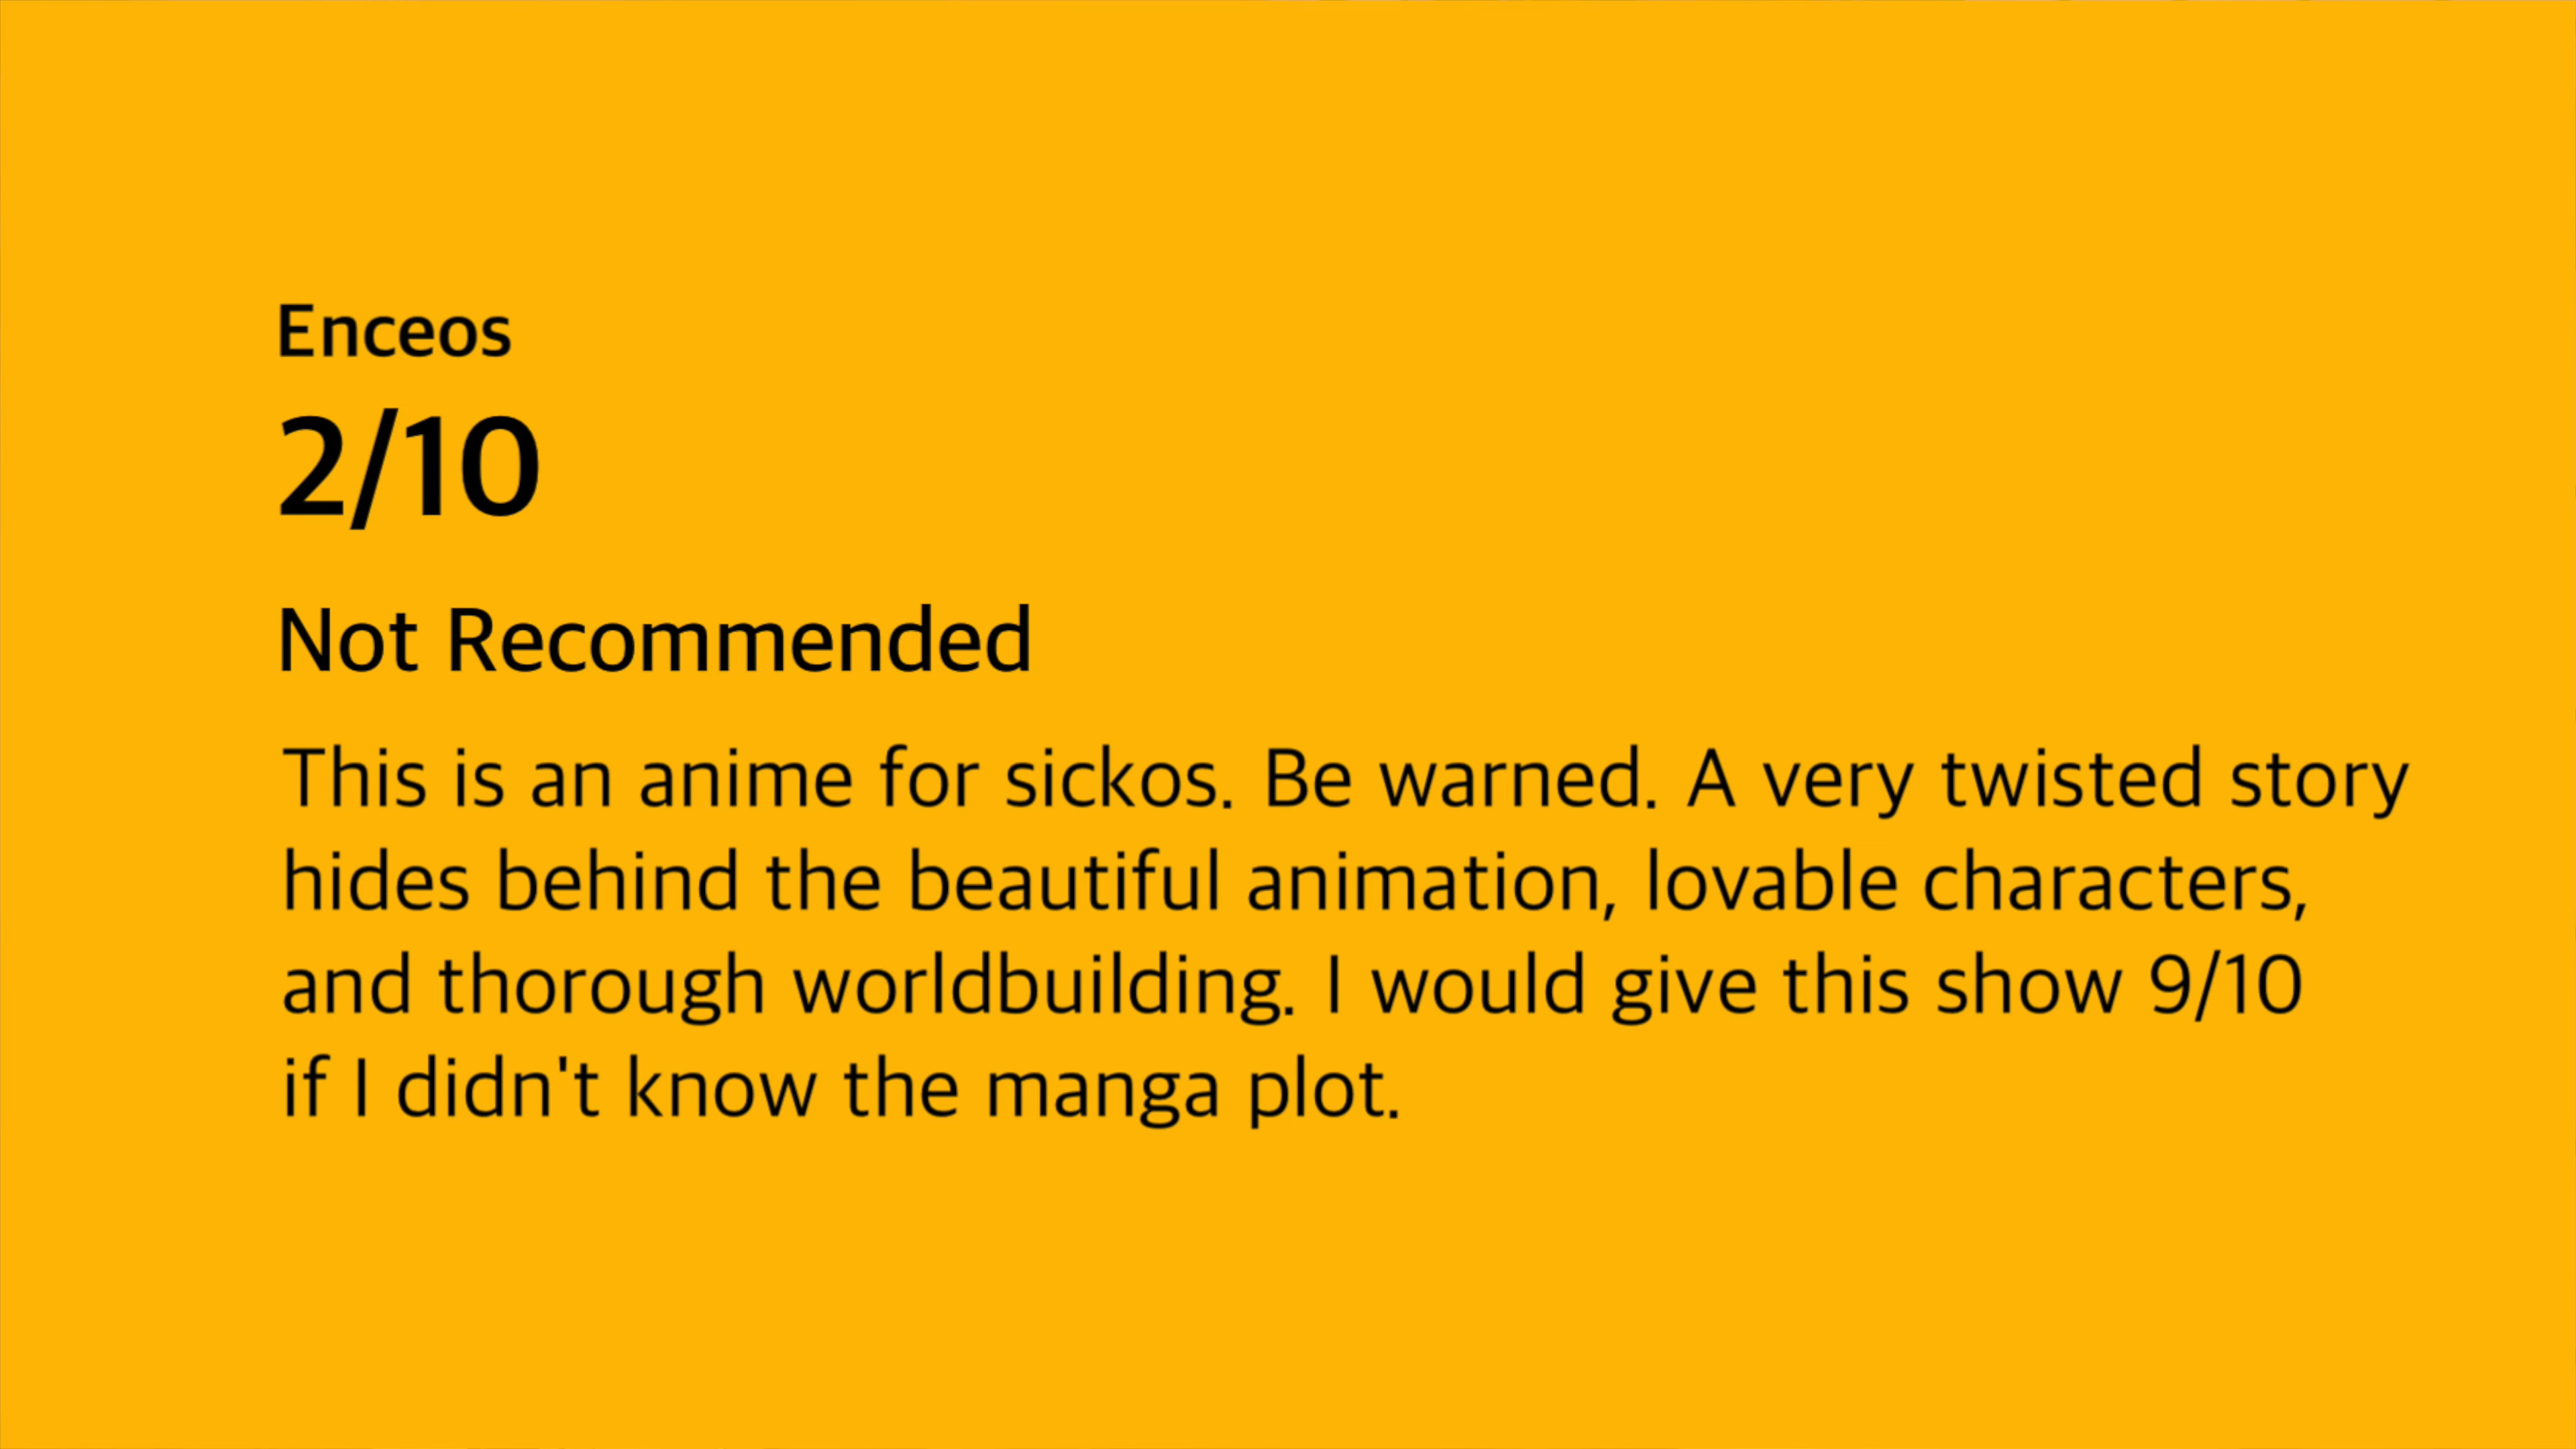 Enceos
2/10
Not Recommended
This is an anime for sickos. Be warned. A very twisted story
hides behind the beautiful animation, lovable characters,
and thorough worldbuilding. I would give this show 9/10
if I didn't know the manga plot.